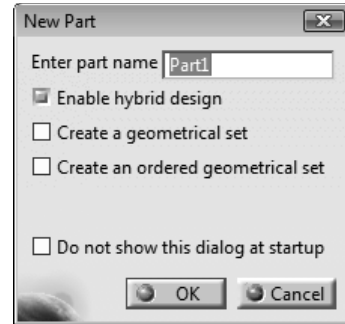 New Part
Enter part name Part1
Enable hybrid design
Create a geometrical set
Create an ordered geometrical set
Do not show this dialog at startup
OK Cancel